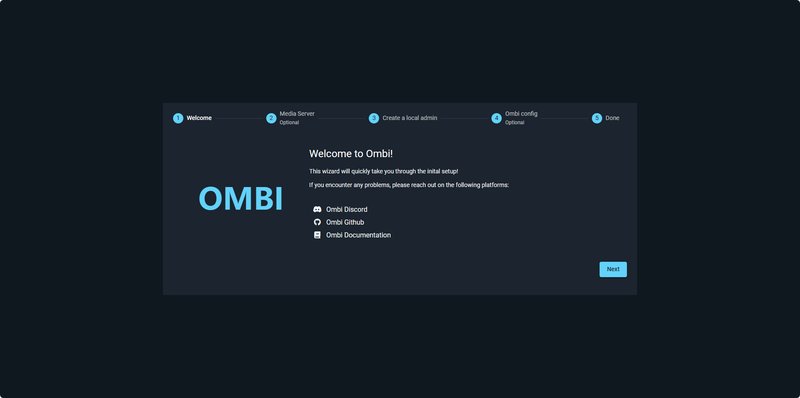 1 Welcome
2 Media Server
Optional
3 Create a local admin
4 Ombi config
Optional
5 Done
Welcome to Ombi!
This wizard will quickly take you through the inital setup!
If you encounter any problems, please reach out on the following platforms:
OMBI
Ombi Discord
Ombi Github
Ombi Documentation
Next